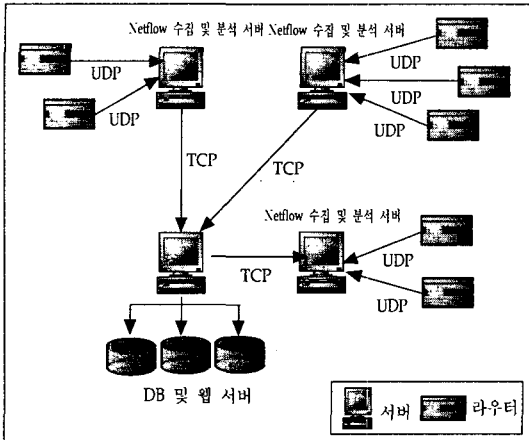 Netflow 수집 및 분석 서버 Netflow 수집 및 분석 서버
UDP
UDP
UDP
UDP
UDP
TCP
TCP
Netflow 수집 및 분석 서버
TCP
UDP
UDP
DB 및 웹 서버
서버
라우터